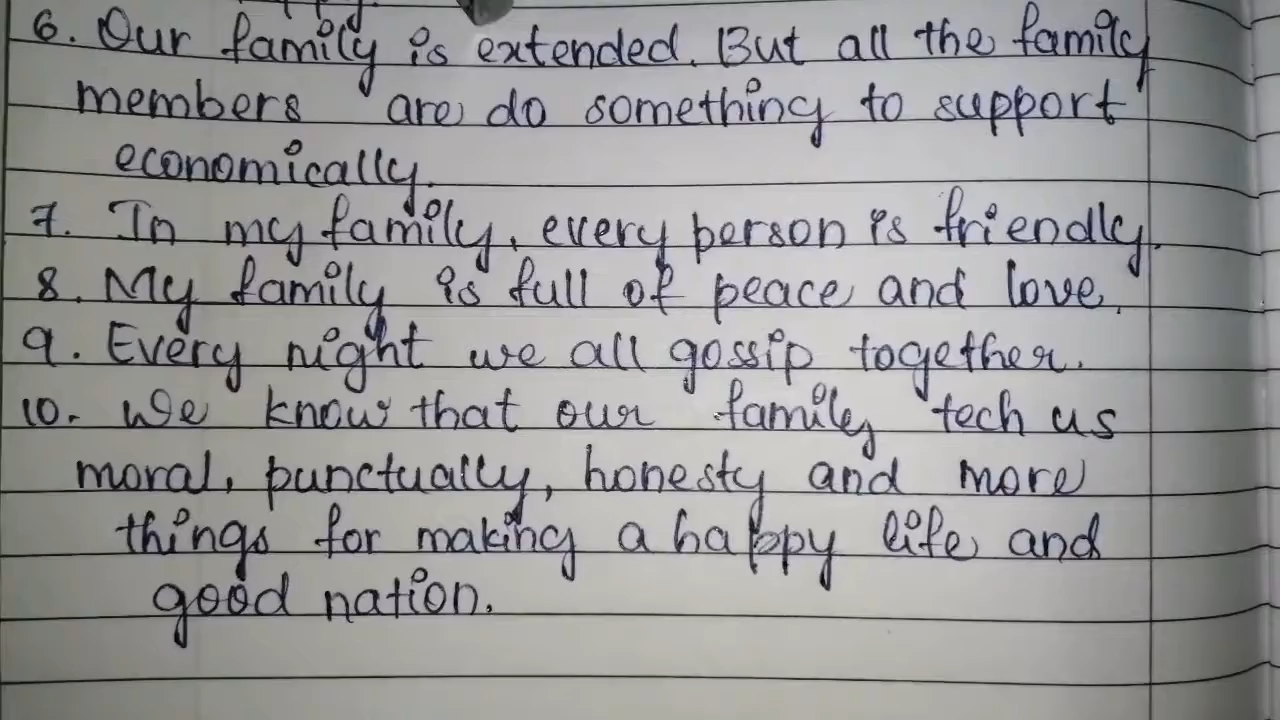 6. Our family is extended. But all the family
members are do something to support
economically.
7. In my family, every person is friendly.
8. My family is full of peace and love.
9. Every night we all gossip together.
10. We know that our family tech us
moral, punctually, honesty and more
things for making a happy life and
good nation.